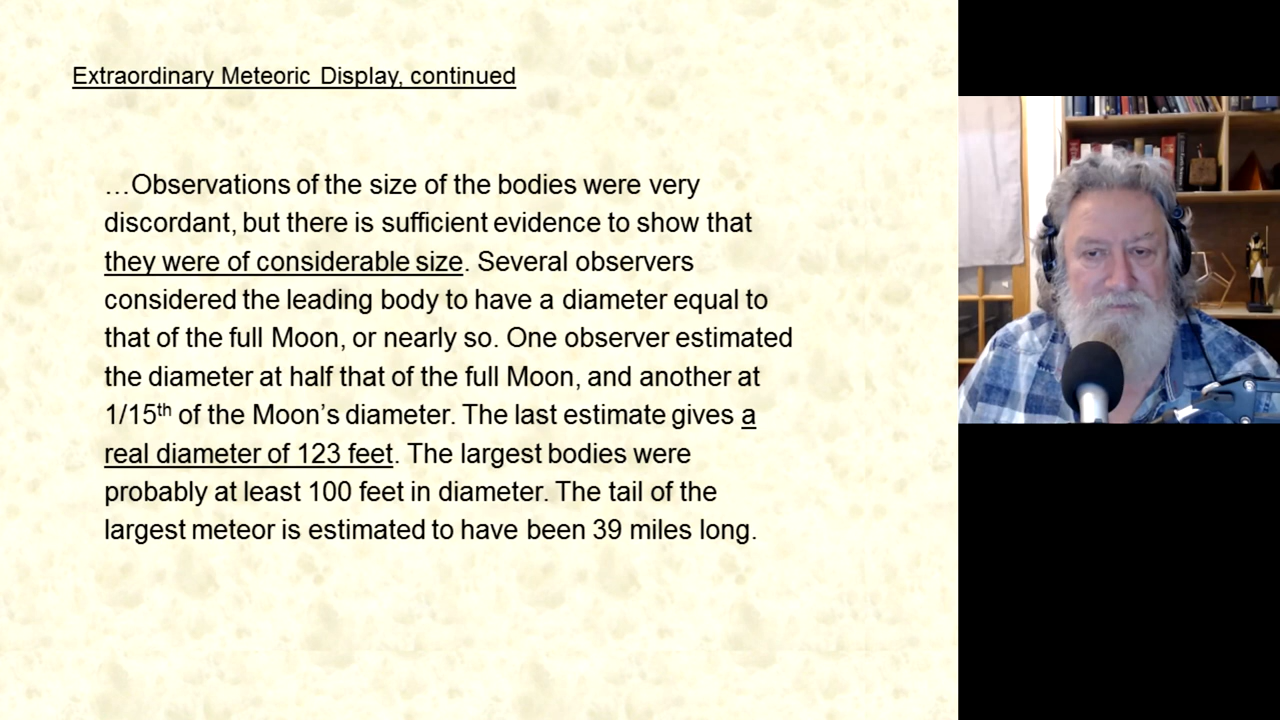 Extraordinary Meteoric Display, continued
…Observations of the size of the bodies were very
discordant, but there is sufficient evidence to show that
they were of considerable size. Several observers
considered the leading body to have a diameter equal to
that of the full Moon, or nearly so. One observer estimated
the diameter at half that of the full Moon, and another at
1/15th of the Moon's diameter. The last estimate gives a
real diameter of 123 feet. The largest bodies were
probably at least 100 feet in diameter. The tail of the
largest meteor is estimated to have been 39 miles long.